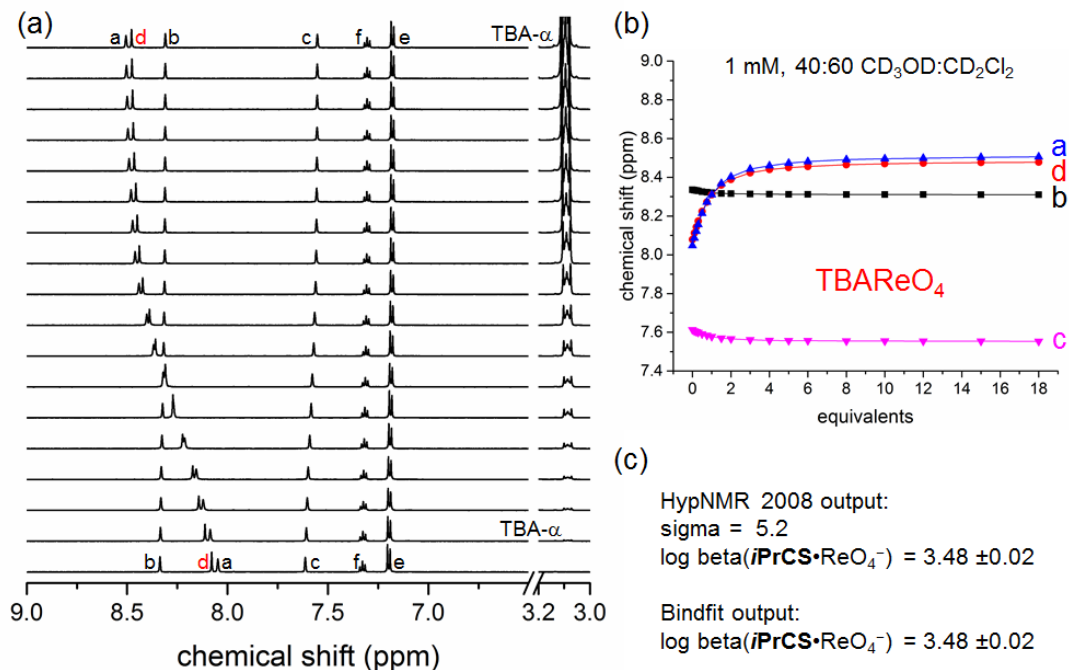 (a)
a d b c f e TBA-α
TBA-α
b d a c f e
9.0 8.5 8.0 7.5 7.0 3.2 3.0
chemical shift (ppm)
(b)
1 mM, 40:60 CD₃OD:CD₂Cl₂
9.0
8.8
8.6
8.4
8.2
8.0
7.8
7.6
7.4
chemical shift (ppm)
a
d
b
TBAReO₄
c
0 2 4 6 8 10 12 14 16 18
equivalents
(c)
HypNMR 2008 output:
sigma = 5.2
log beta(iPrCS•ReO₄⁻) = 3.48 ±0.02
Bindfit output:
log beta(iPrCS•ReO₄⁻) = 3.48 ±0.02